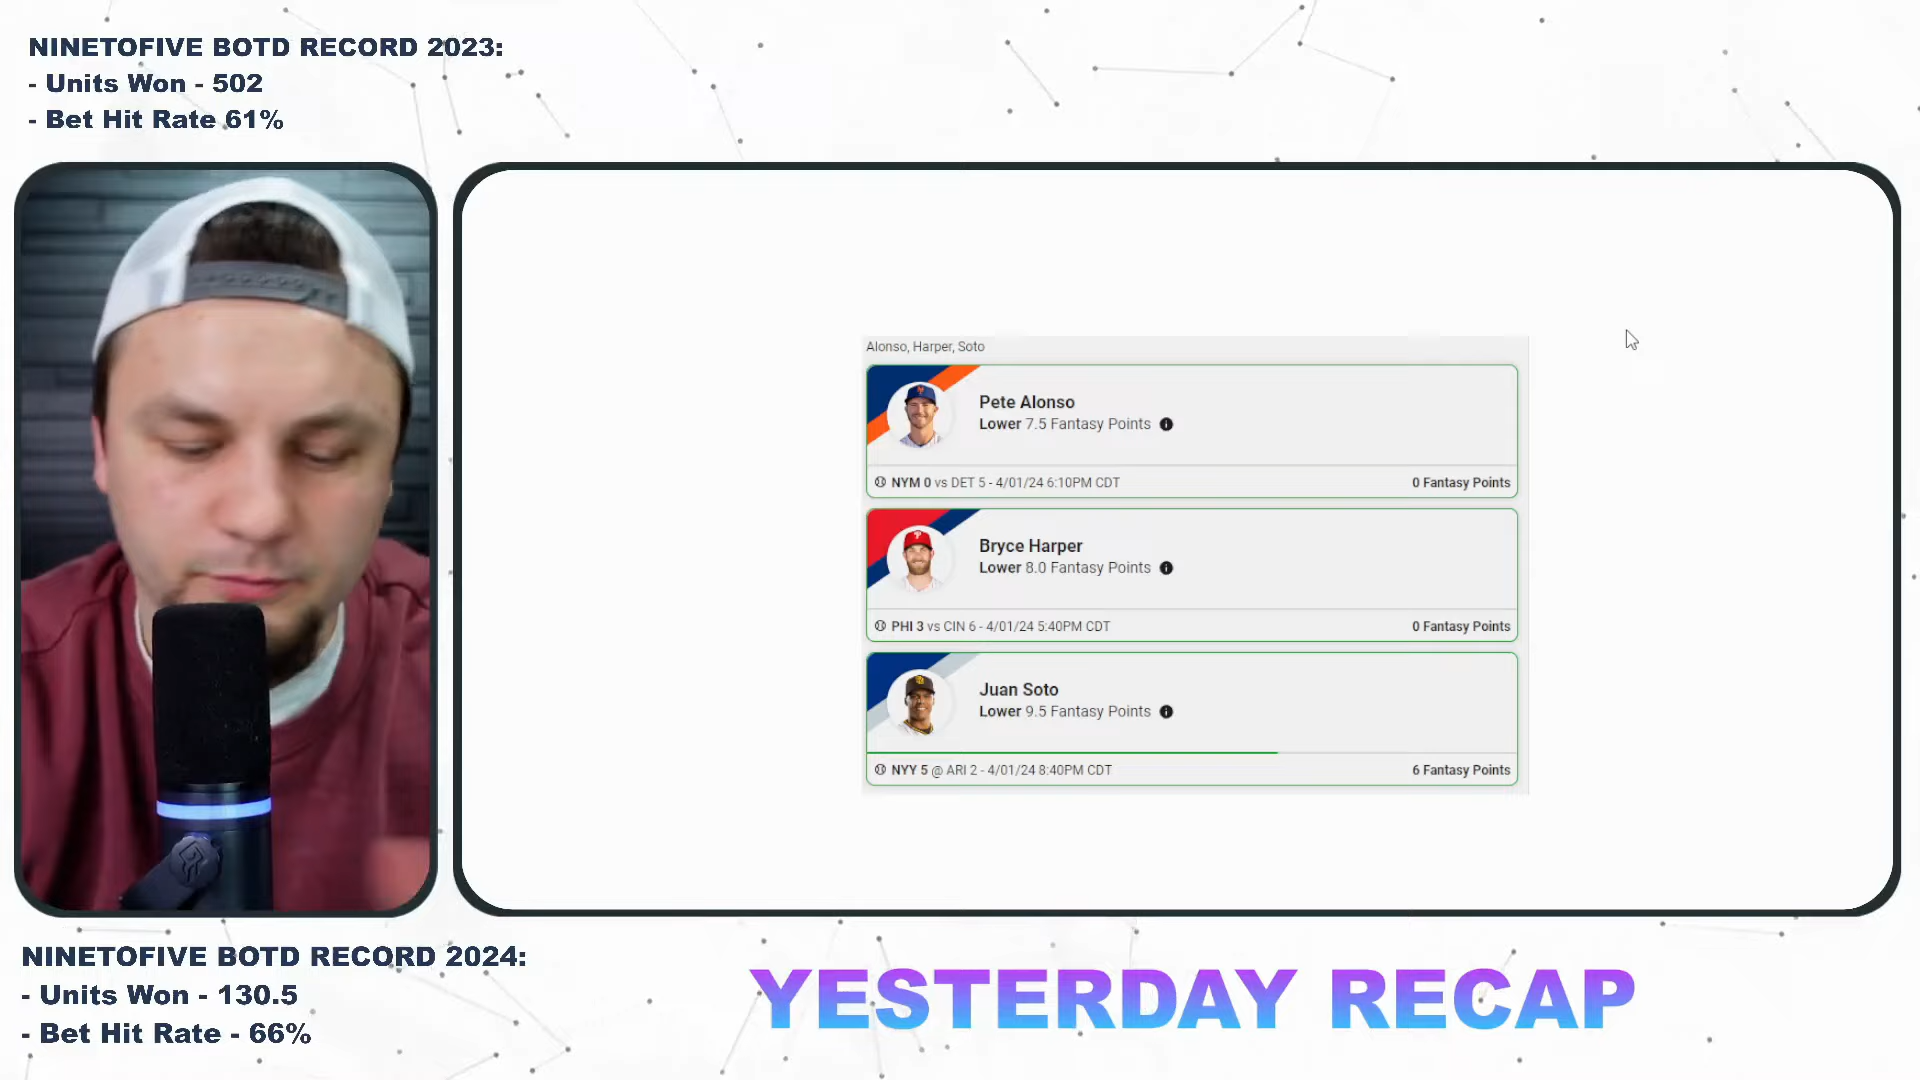 NINETOFIVE BOTD RECORD 2023:
- Units Won - 502
- Bet Hit Rate 61%
Alonso, Harper, Soto
Pete Alonso
Lower 7.5 Fantasy Points
NYM 0 vs DET 5 - 4/01/24 6:10PM CDT
0 Fantasy Points
Bryce Harper
Lower 8.0 Fantasy Points
PHI 3 vs CIN 6 - 4/01/24 5:40PM CDT
0 Fantasy Points
Juan Soto
Lower 9.5 Fantasy Points
NYY 5 @ ARI 2 - 4/01/24 8:40PM CDT
6 Fantasy Points
NINETOFIVE BOTD RECORD 2024:
- Units Won - 130.5
- Bet Hit Rate - 66%
YESTERDAY RECAP